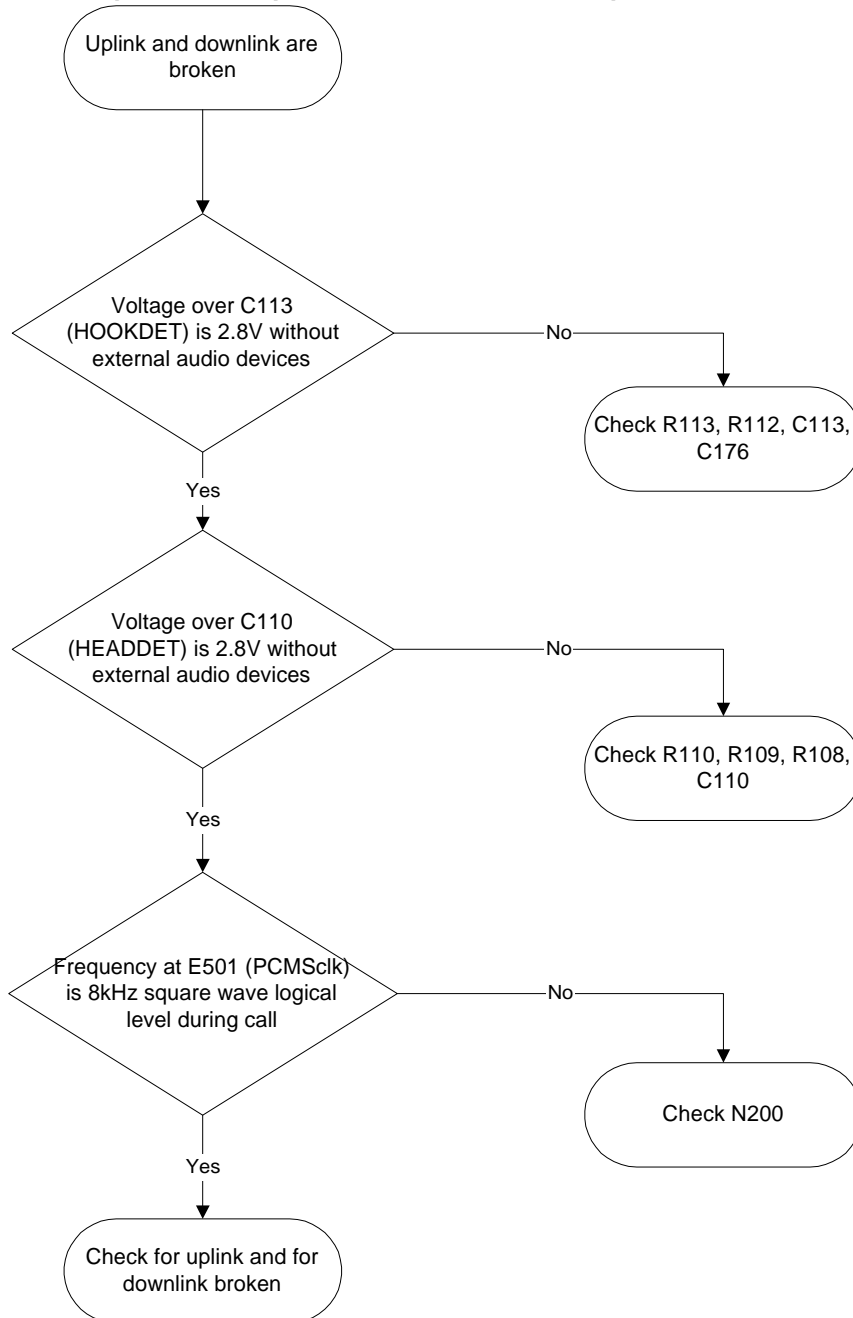 Uplink and downlink are
broken
Voltage over C113
(HOOKDET) is 2.8V without
external audio devices
No
Check R113, R112, C113,
C176
Yes
Voltage over C110
(HEADDET) is 2.8V without
external audio devices
No
Check R110, R109, R108,
C110
Yes
Frequency at E501 (PCMSclk)
is 8kHz square wave logical
level during call
No
Check N200
Yes
Check for uplink and for
downlink broken